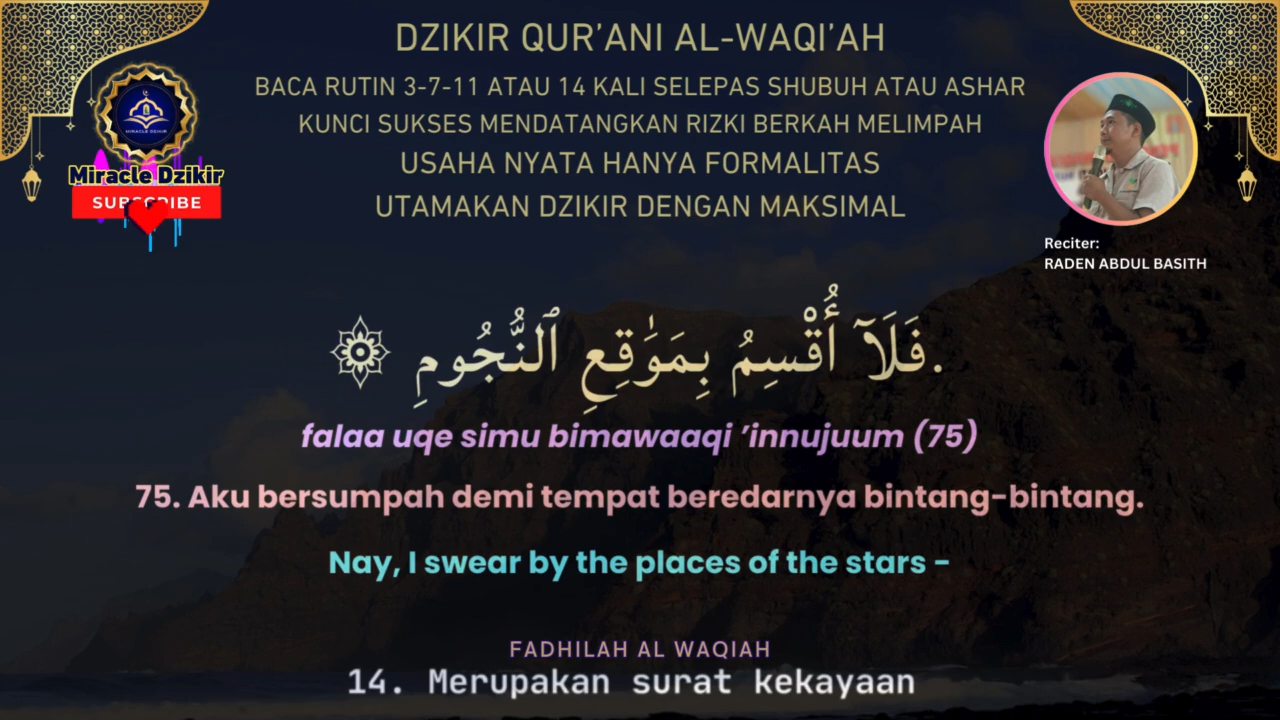 DZIKIR QUR’ANI AL-WAQI’AH
BACA RUTIN 3-7-11 ATAU 14 KALI SELEPAS SHUBUH ATAU ASHAR
KUNCI SUKSES MENDATANGKAN RIZKI BERKAH MELIMPAH
USAHA NYATA HANYA FORMALITAS
UTAMAKAN DZIKIR DENGAN MAKSIMAL
MIRACLE DZIKIR
Miracle Dzikir
SUBSCRIBE
Reciter:
RADEN ABDUL BASITH
.فَلَآ أُقْسِمُ بِمَوَٰقِعِ ٱلنُّجُومِ ۞
falaa uqe simu bimawaaqi ’innujuum (75)
75. Aku bersumpah demi tempat beredarnya bintang-bintang.
Nay, I swear by the places of the stars -
FADHILAH AL WAQIAH
14. Merupakan surat kekayaan